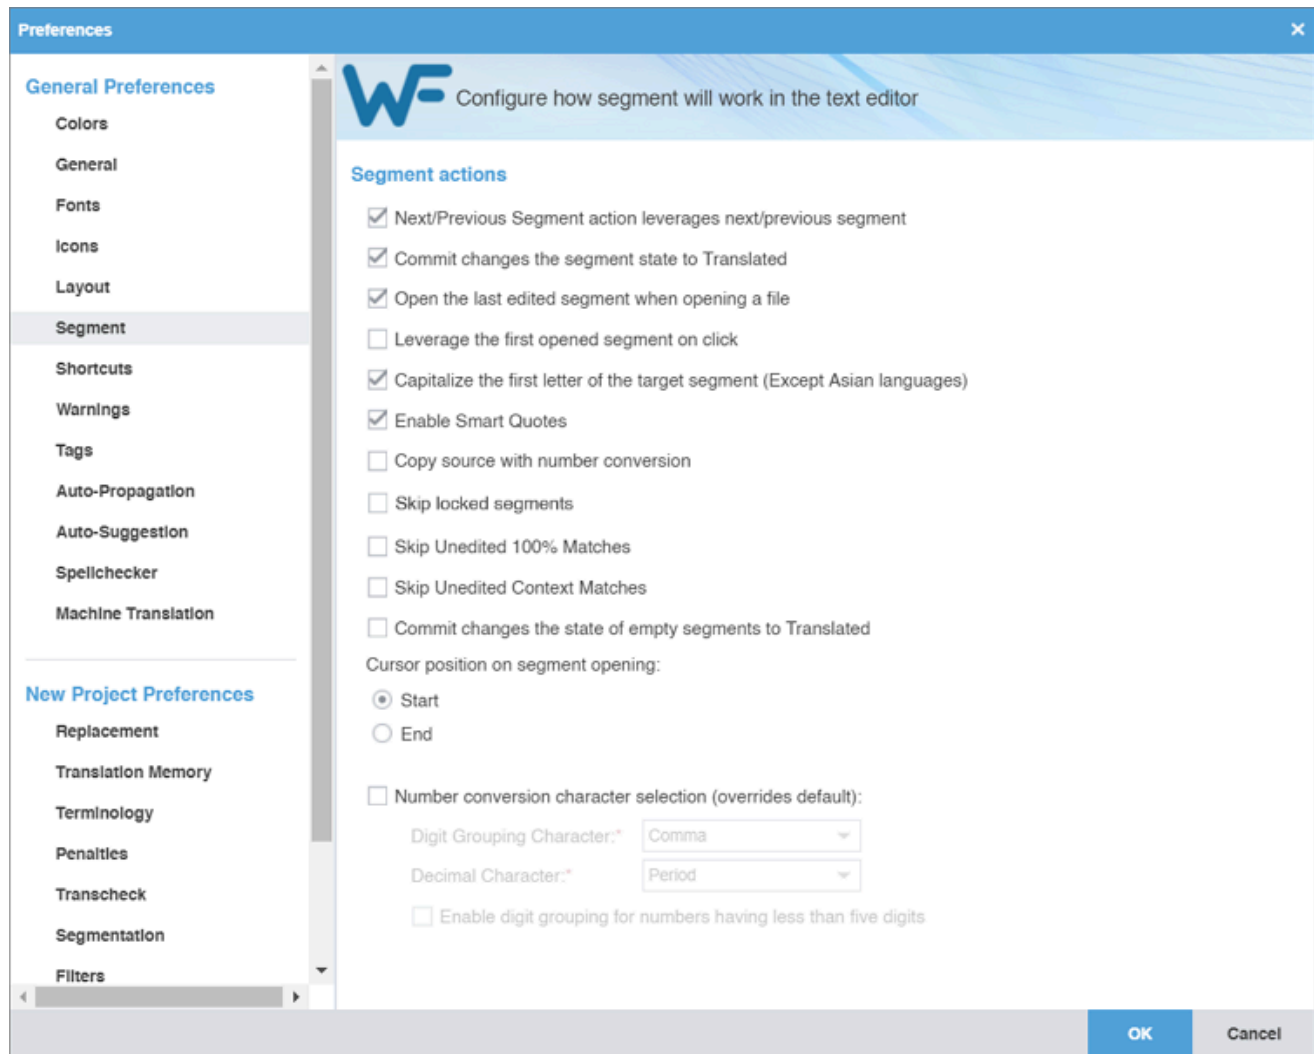 Preferences
General Preferences
Colors
General
Fonts
Icons
Layout
Segment
Shortcuts
Warnings
Tags
Auto-Propagation
Auto-Suggestion
Spellchecker
Machine Translation
New Project Preferences
Replacement
Translation Memory
Terminology
Penalties
Transcheck
Segmentation
Filters
WF Configure how segment will work in the text editor
Segment actions
Next/Previous Segment action leverages next/previous segment
Commit changes the segment state to Translated
Open the last edited segment when opening a file
Leverage the first opened segment on click
Capitalize the first letter of the target segment (Except Asian languages)
Enable Smart Quotes
Copy source with number conversion
Skip locked segments
Skip Unedited 100% Matches
Skip Unedited Context Matches
Commit changes the state of empty segments to Translated
Cursor position on segment opening:
Start
End
Number conversion character selection (overrides default):
Digit Grouping Character:* Comma
Decimal Character:* Period
Enable digit grouping for numbers having less than five digits
OK Cancel